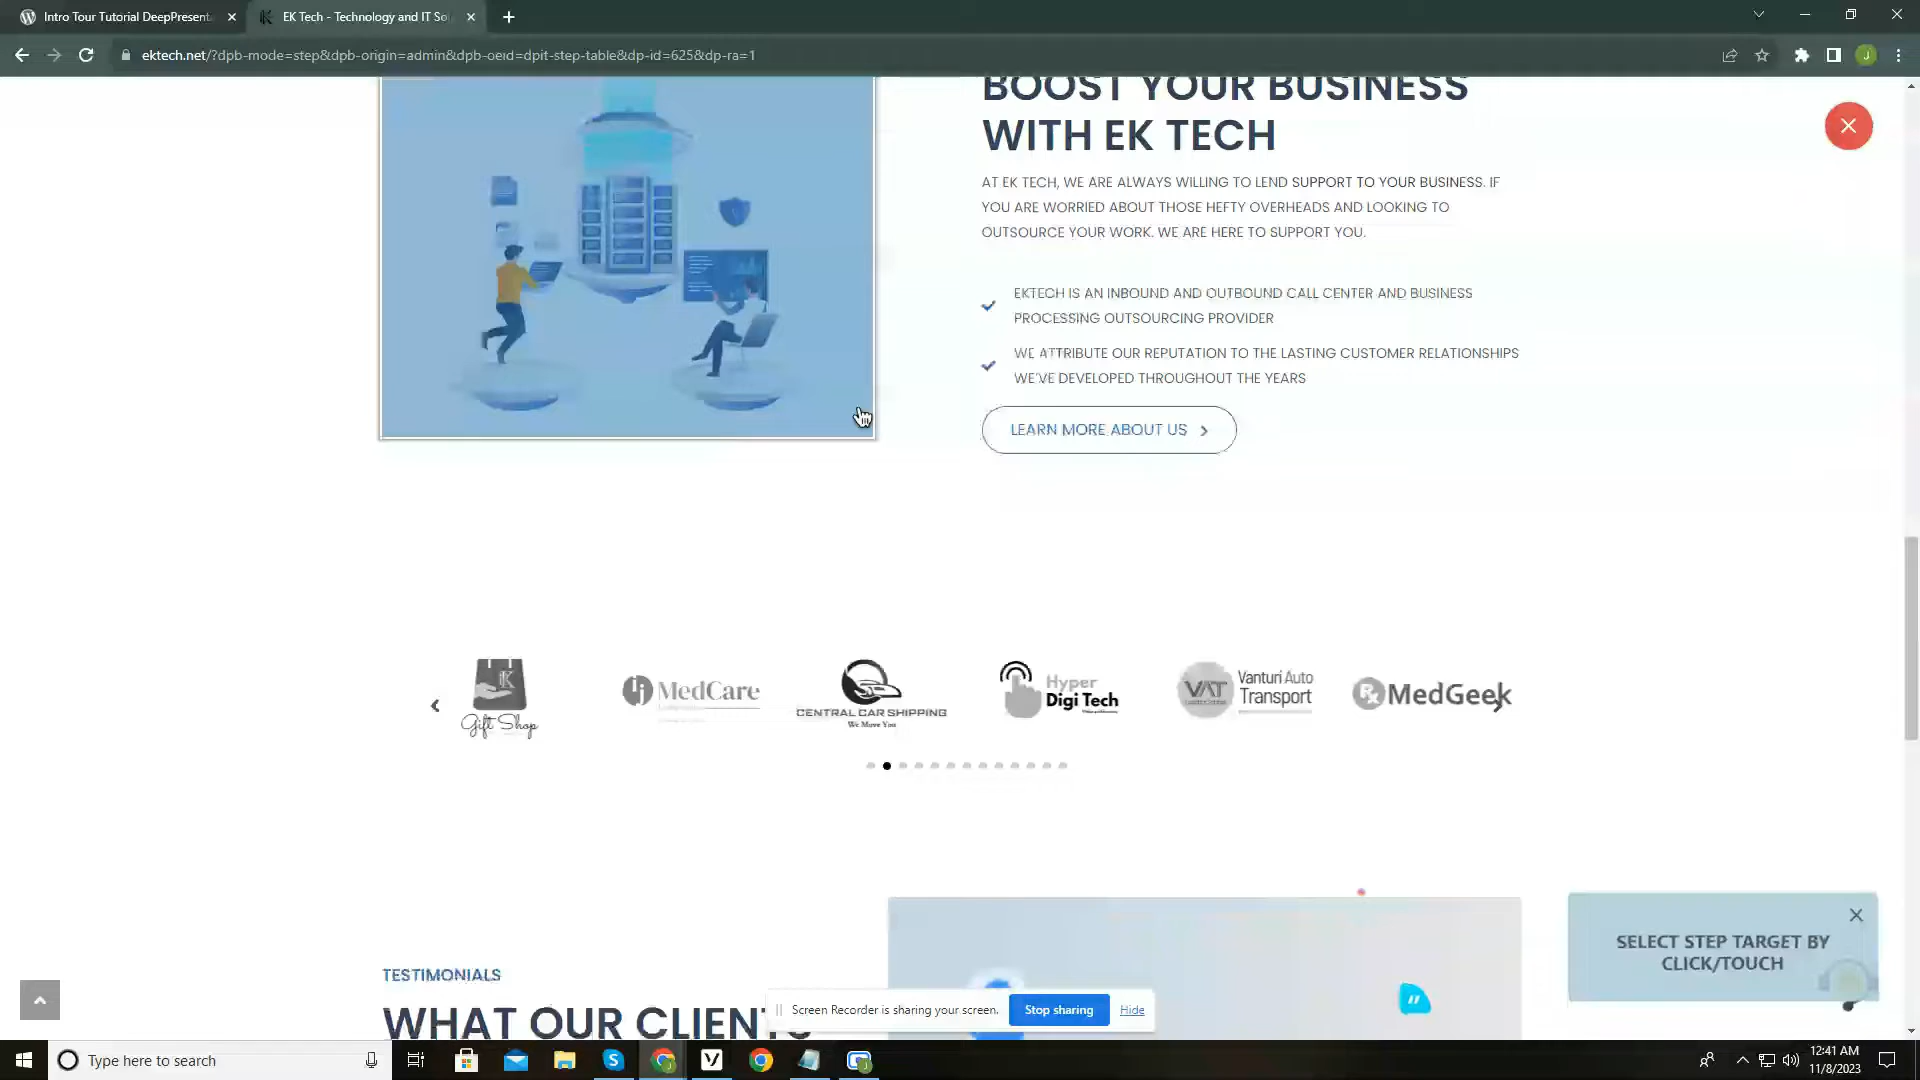 Intro Tour Tutorial DeepPresent
EK Tech - Technology and IT So
ektech.net/?dpb-mode=step&dpb-origin=admin&dpb-oeid=dpit-step-table&dp-id=625&dp-ra=1
J
BOOST YOUR BUSINESS
WITH EK TECH
AT EK TECH, WE ARE ALWAYS WILLING TO LEND SUPPORT TO YOUR BUSINESS. IF
YOU ARE WORRIED ABOUT THOSE HEFTY OVERHEADS AND LOOKING TO
OUTSOURCE YOUR WORK. WE ARE HERE TO SUPPORT YOU.
EKTECH IS AN INBOUND AND OUTBOUND CALL CENTER AND BUSINESS
PROCESSING OUTSOURCING PROVIDER
WE ATTRIBUTE OUR REPUTATION TO THE LASTING CUSTOMER RELATIONSHIPS
WE'VE DEVELOPED THROUGHOUT THE YEARS
LEARN MORE ABOUT US
K
Gift Shop
MedCare
CENTRAL CAR SHIPPING
We Move You
Hyper
Digi Tech
VAT
Vanturi Auto
Transport
Rx MedGeek
SELECT STEP TARGET BY
CLICK/TOUCH
TESTIMONIALS
WHAT OUR CLIENTS
Screen Recorder is sharing your screen.
Stop sharing
Hide
Type here to search
12:41 AM
11/8/2023